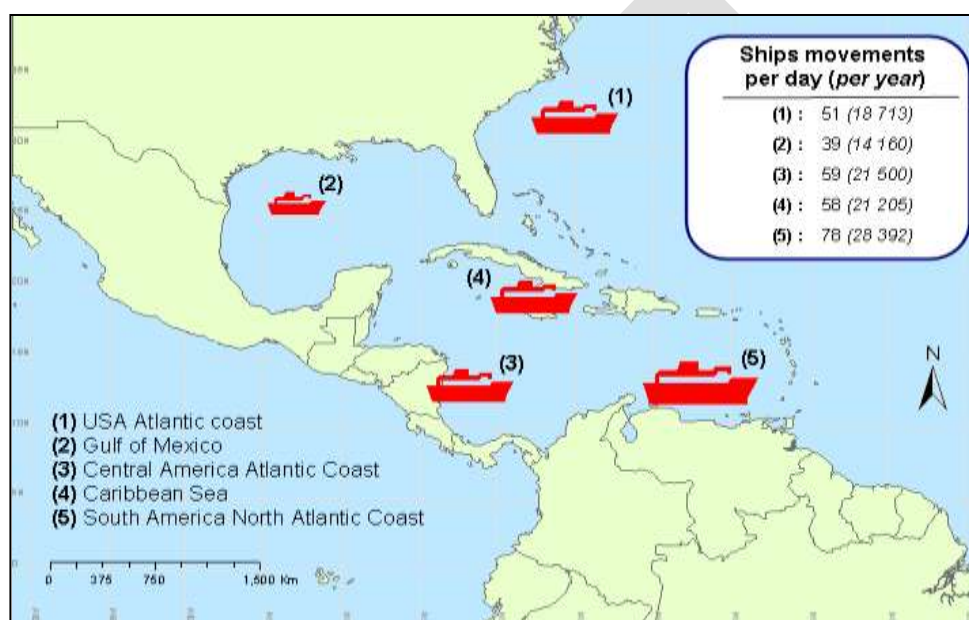 Ships movements
per day (per year)
(1) : 51 (18 713)
(2) : 39 (14 160)
(3) : 59 (21 500)
(4) : 58 (21 205)
(5) : 78 (28 392)
(1)
(2)
(4)
(3)
(5)
N
(1) USA Atlantic coast
(2) Gulf of Mexico
(3) Central America Atlantic Coast
(4) Caribbean Sea
(5) South America North Atlantic Coast
0 375 750 1,500 Km